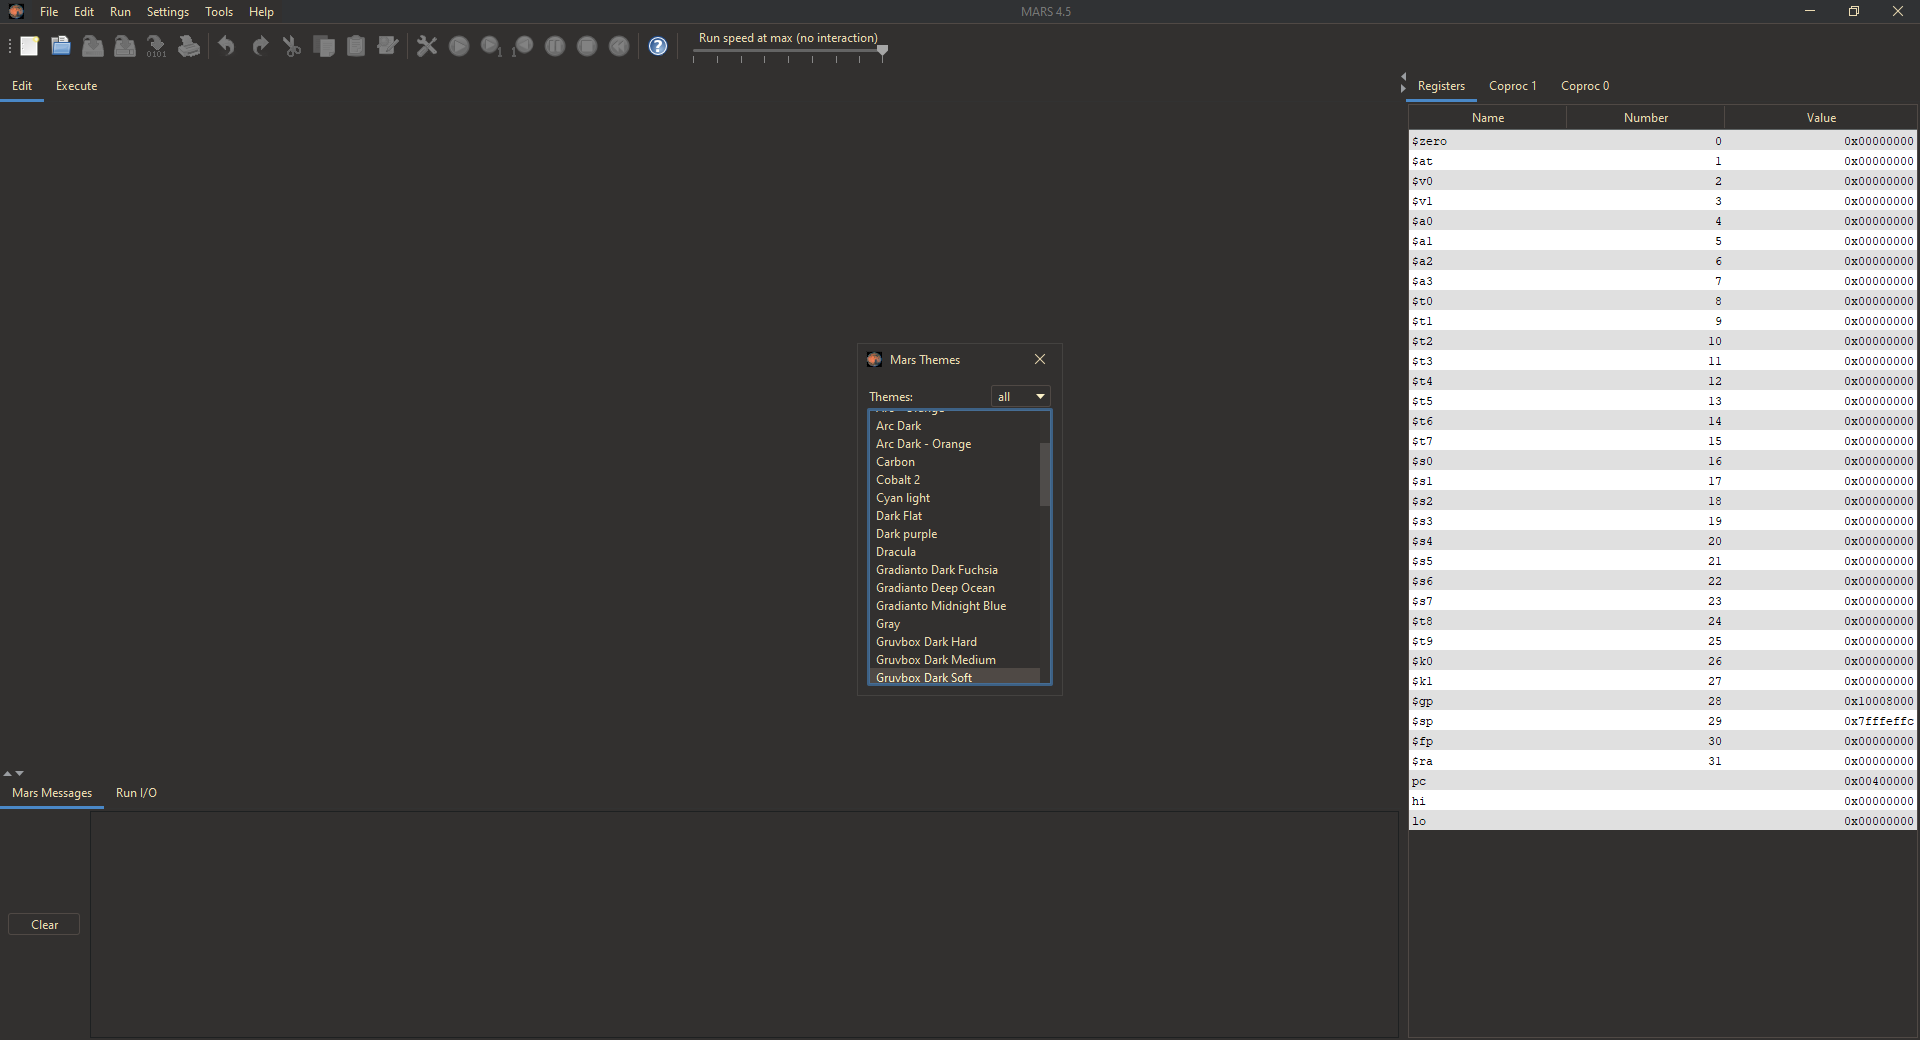 File Edit Run Settings Tools Help
MARS 4.5
Run speed at max (no interaction)
0101
1
1
Edit Execute
Registers Coproc 1 Coproc 0
Name Number Value
$zero 0 0x00000000
$at 1 0x00000000
$v0 2 0x00000000
$v1 3 0x00000000
$a0 4 0x00000000
$a1 5 0x00000000
$a2 6 0x00000000
$a3 7 0x00000000
$t0 8 0x00000000
$t1 9 0x00000000
$t2 10 0x00000000
$t3 11 0x00000000
$t4 12 0x00000000
$t5 13 0x00000000
$t6 14 0x00000000
$t7 15 0x00000000
$s0 16 0x00000000
$s1 17 0x00000000
$s2 18 0x00000000
$s3 19 0x00000000
$s4 20 0x00000000
$s5 21 0x00000000
$s6 22 0x00000000
$s7 23 0x00000000
$t8 24 0x00000000
$t9 25 0x00000000
$k0 26 0x00000000
$k1 27 0x00000000
$gp 28 0x10008000
$sp 29 0x7fffeffc
$fp 30 0x00000000
$ra 31 0x00000000
pc 0x00400000
hi 0x00000000
lo 0x00000000
Mars Themes
Themes: all
Arc - Orange
Arc Dark
Arc Dark - Orange
Carbon
Cobalt 2
Cyan light
Dark Flat
Dark purple
Dracula
Gradianto Dark Fuchsia
Gradianto Deep Ocean
Gradianto Midnight Blue
Gray
Gruvbox Dark Hard
Gruvbox Dark Medium
Gruvbox Dark Soft
Mars Messages Run I/O
Clear